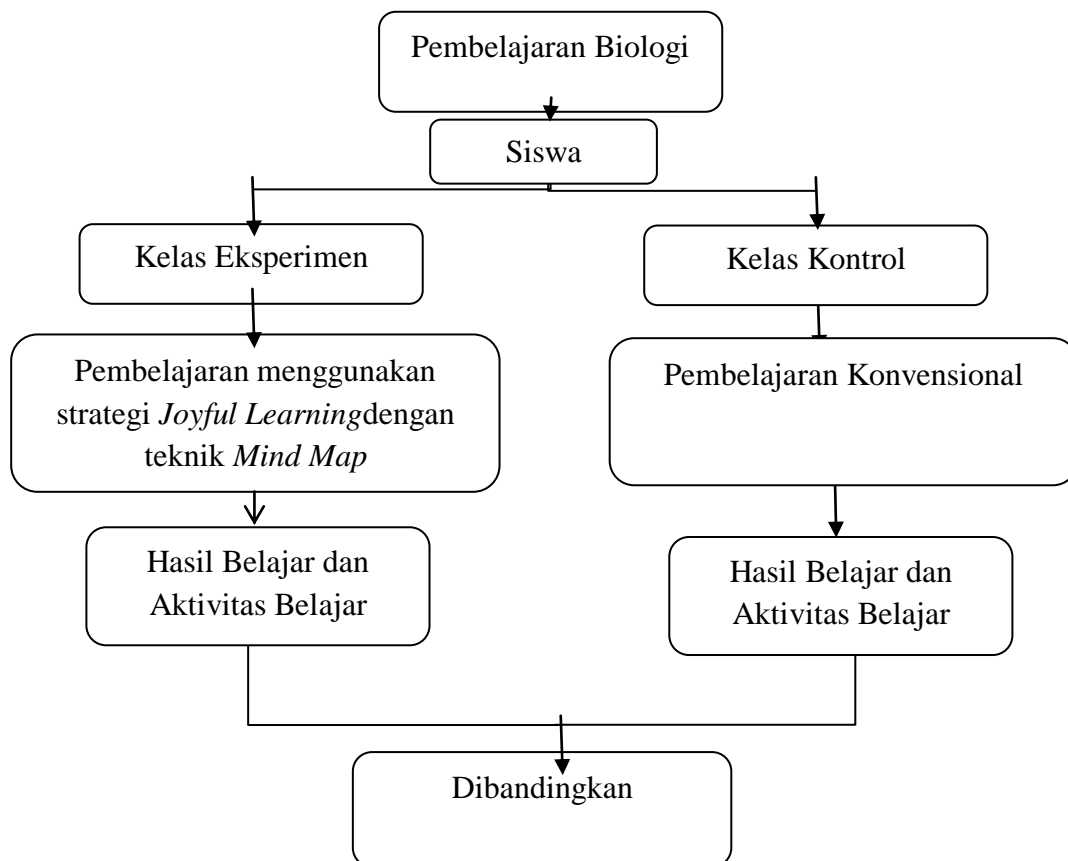 Pembelajaran Biologi
Siswa
Kelas Eksperimen
Kelas Kontrol
Pembelajaran menggunakan
strategi Joyful Learningdengan
teknik Mind Map
Pembelajaran Konvensional
Hasil Belajar dan
Aktivitas Belajar
Hasil Belajar dan
Aktivitas Belajar
Dibandingkan